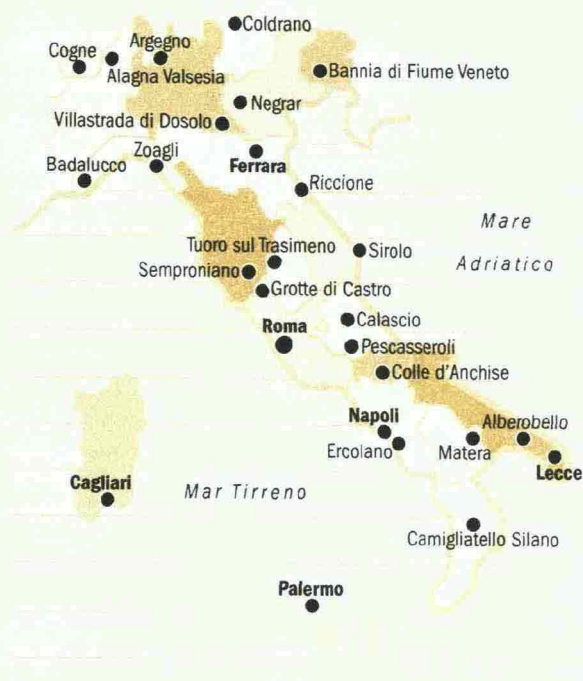 Coldrano
Cogne
Argegno
Alagna Valsesia
Bannia di Fiume Veneto
Negrar
Villastrada di Dosolo
Zoagli
Ferrara
Badalucco
Riccione
Mare
Adriatico
Tuoro sul Trasimeno
Sirolo
Semproniano
Grotte di Castro
Roma
Calascio
Pescasseroli
Colle d'Anchise
Napoli
Alberobello
Ercolano
Matera
Lecce
Cagliari
Mar Tirreno
Camigliatello Silano
Palermo